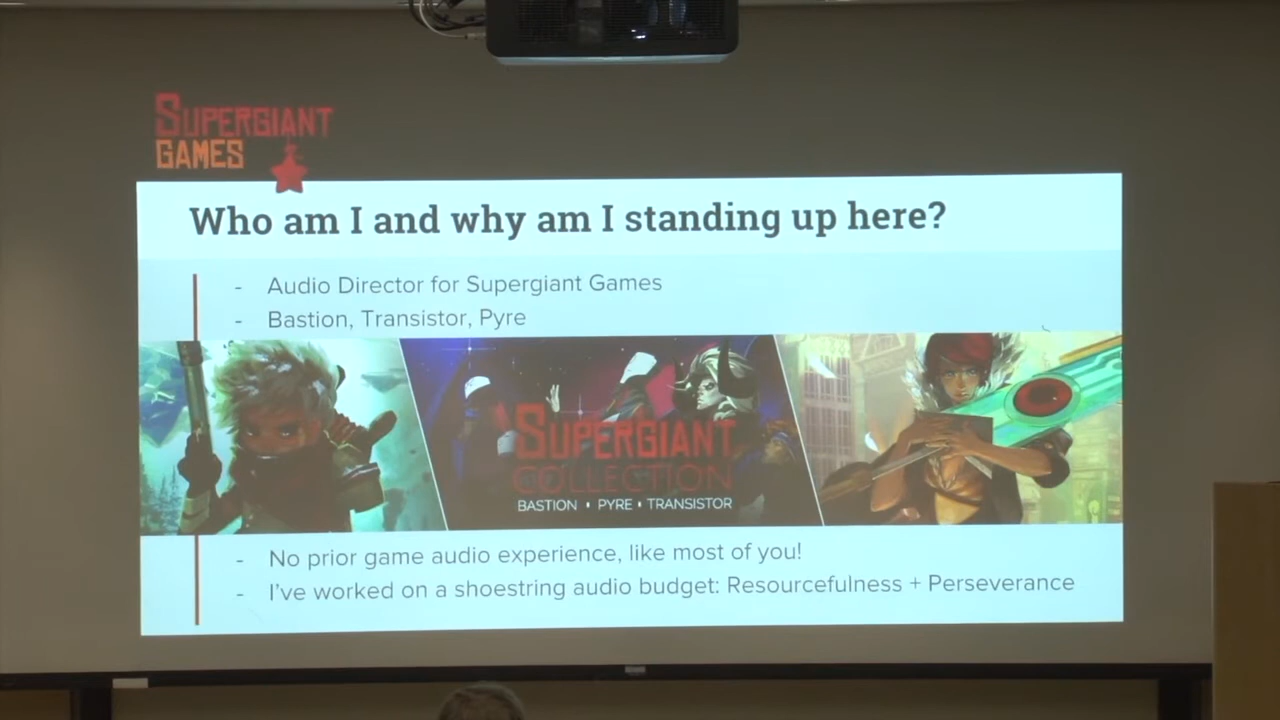 SUPERGIANT
GAMES
Who am I and why am I standing up here?
- Audio Director for Supergiant Games
- Bastion, Transistor, Pyre
SUPERGIANT
COLLECTION
BASTION • PYRE • TRANSISTOR
- No prior game audio experience, like most of you!
- I've worked on a shoestring audio budget: Resourcefulness + Perseverance